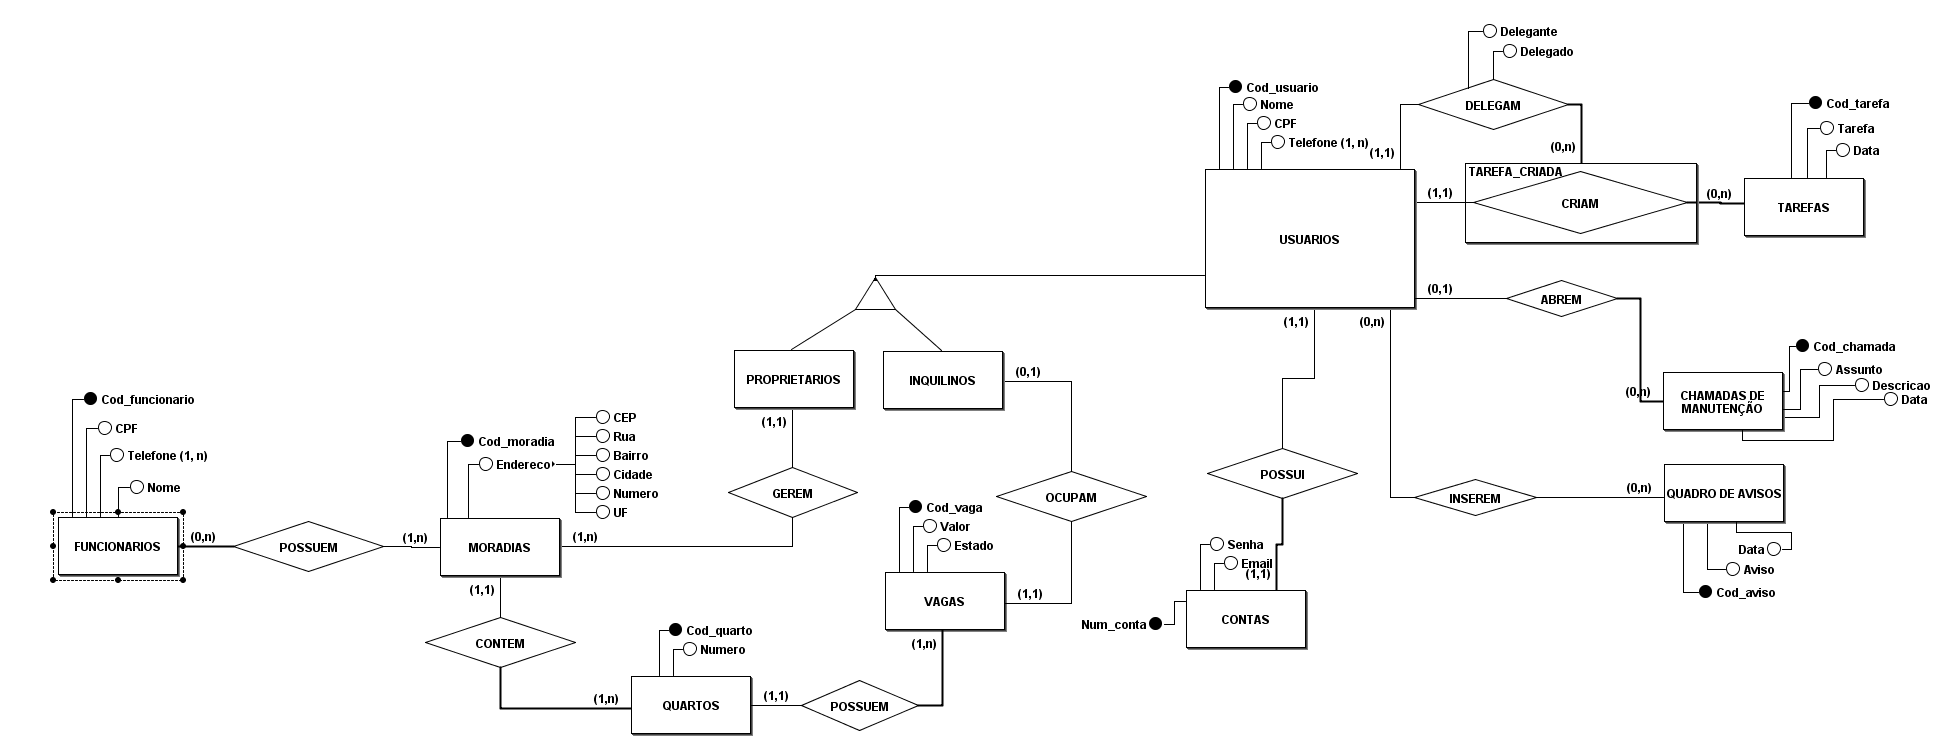 Delegante
Delegado
DELEGAM
(1,1)
(0,n)
Cod_usuario
Nome
CPF
Telefone (1, n)
USUARIOS
(1,1)
TAREFA_CRIADA
CRIAM
(0,n)
Cod_tarefa
Tarefa
Data
TAREFAS
(0,1)
ABREM
(0,n)
Cod_chamada
Assunto
Descricao
Data
CHAMADAS DE
MANUTENÇÃO
(1,1)
(0,n)
INSEREM
(0,n)
QUADRO DE AVISOS
Data
Aviso
Cod_aviso
POSSUI
Senha
Email
(1,1)
Num_conta
CONTAS
PROPRIETARIOS
INQUILINOS
(0,1)
(1,1)
GEREM
OCUPAM
(1,n)
(1,1)
Cod_vaga
Valor
Estado
VAGAS
(1,n)
Cod_funcionario
CPF
Telefone (1, n)
Nome
FUNCIONARIOS
(0,n)
POSSUEM
(1,n)
Cod_moradia
Endereco
CEP
Rua
Bairro
Cidade
Numero
UF
MORADIAS
(1,1)
CONTEM
(1,n)
Cod_quarto
Numero
QUARTOS
(1,1)
POSSUEM